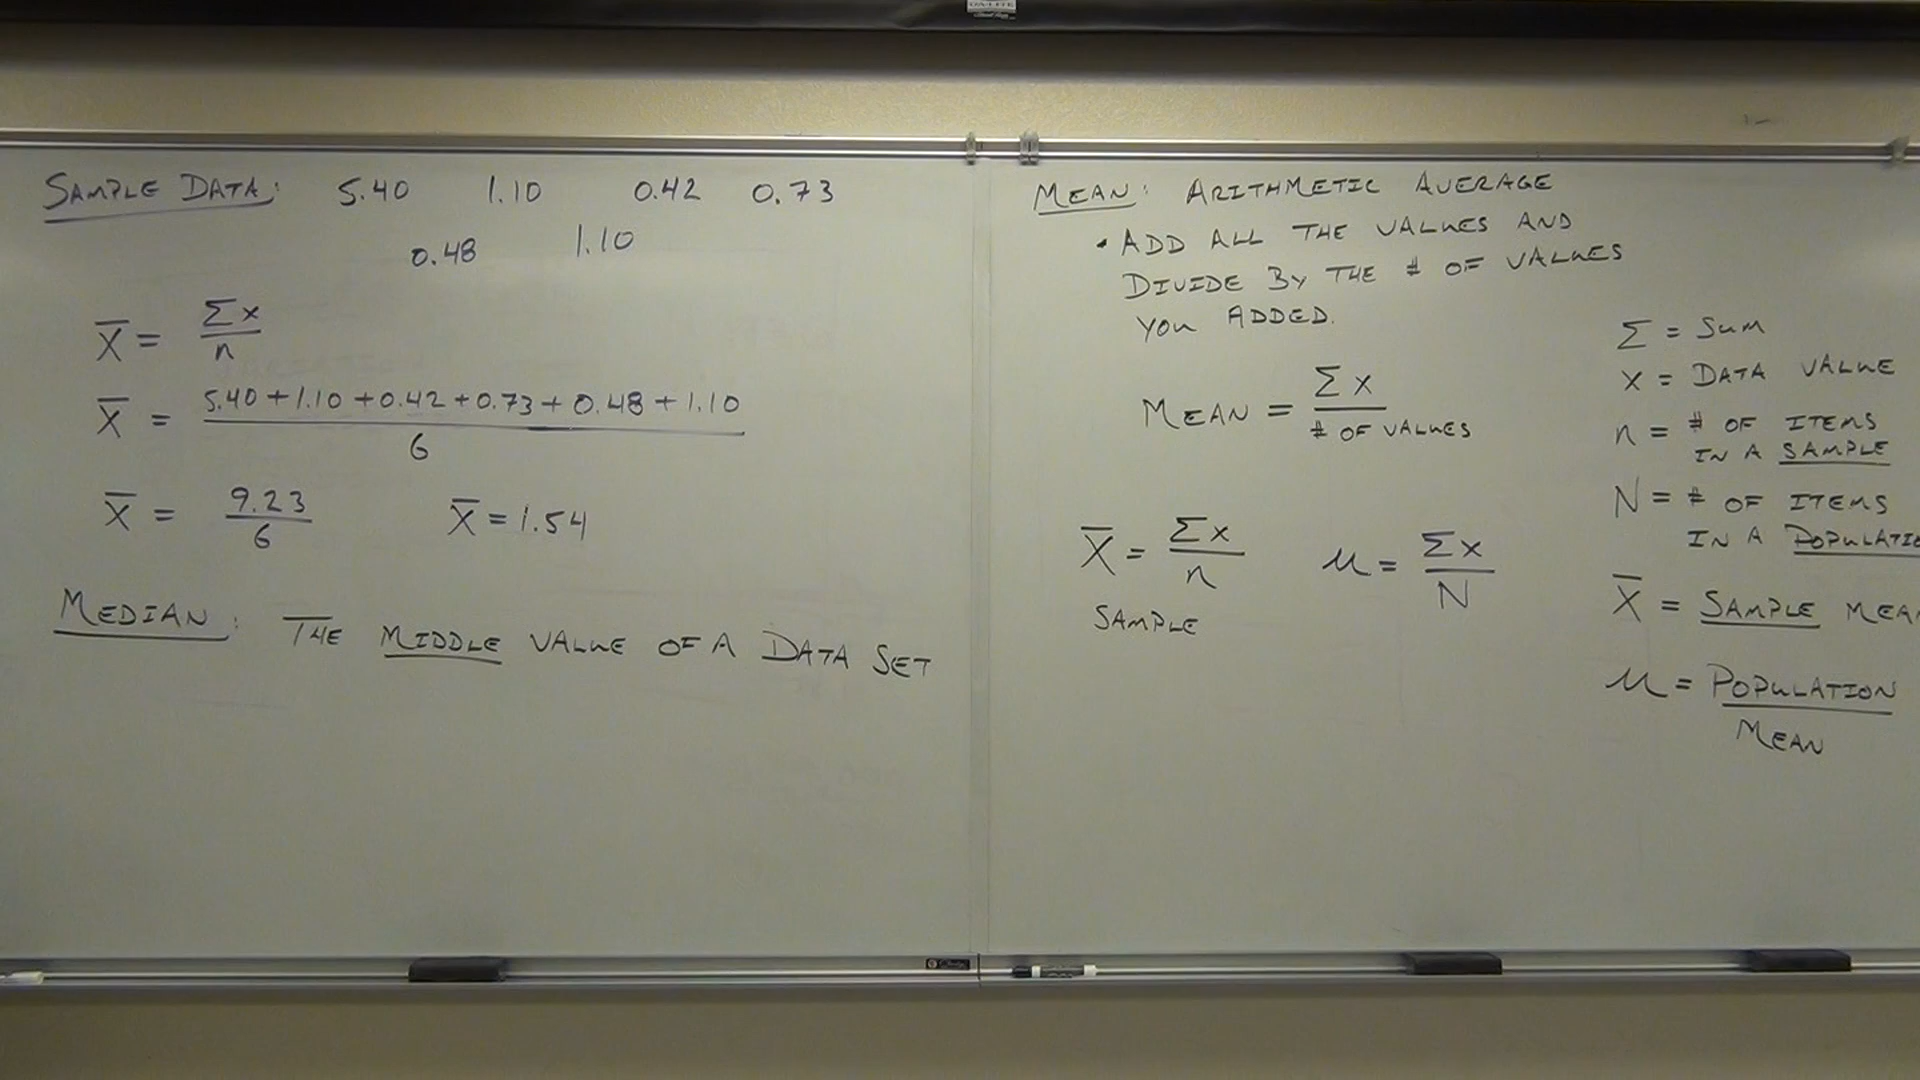 SAMPLE DATA: 5.40 1.10 0.42 0.73
0.48 1.10
X̄ = Σx / n
X̄ = 5.40 + 1.10 + 0.42 + 0.73 + 0.48 + 1.10 / 6
X̄ = 9.23 / 6 X̄ = 1.54
MEDIAN: THE MIDDLE VALUE OF A DATA SET
MEAN: ARITHMETIC AVERAGE
• ADD ALL THE VALUES AND
DIVIDE BY THE # OF VALUES
YOU ADDED.
MEAN = Σx / # OF VALUES
X̄ = Σx / n μ = Σx / N
SAMPLE
Σ = SUM
x = DATA VALUE
n = # OF ITEMS
IN A SAMPLE
N = # OF ITEMS
IN A POPULATIO
X̄ = SAMPLE MEA
μ = POPULATION
MEAN